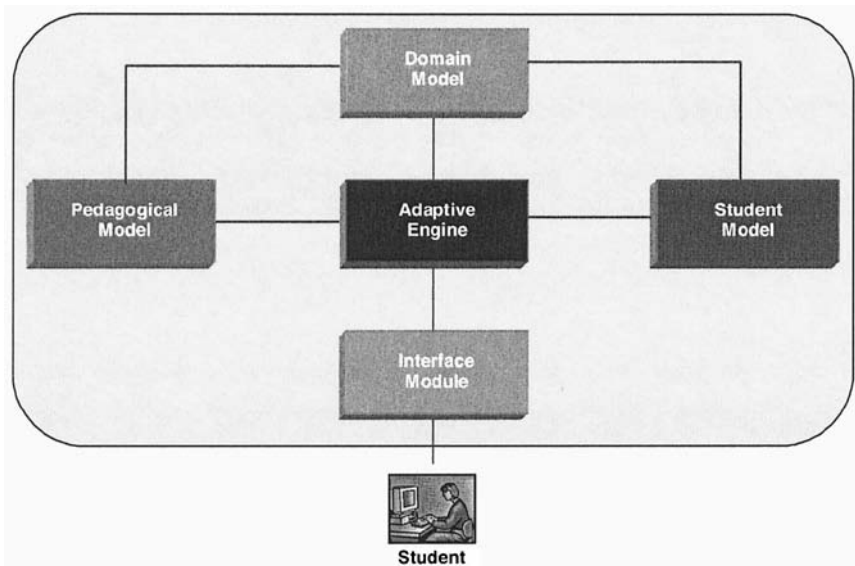 Domain
Model
Pedagogical
Model
Adaptive
Engine
Student
Model
Interface
Module
Student